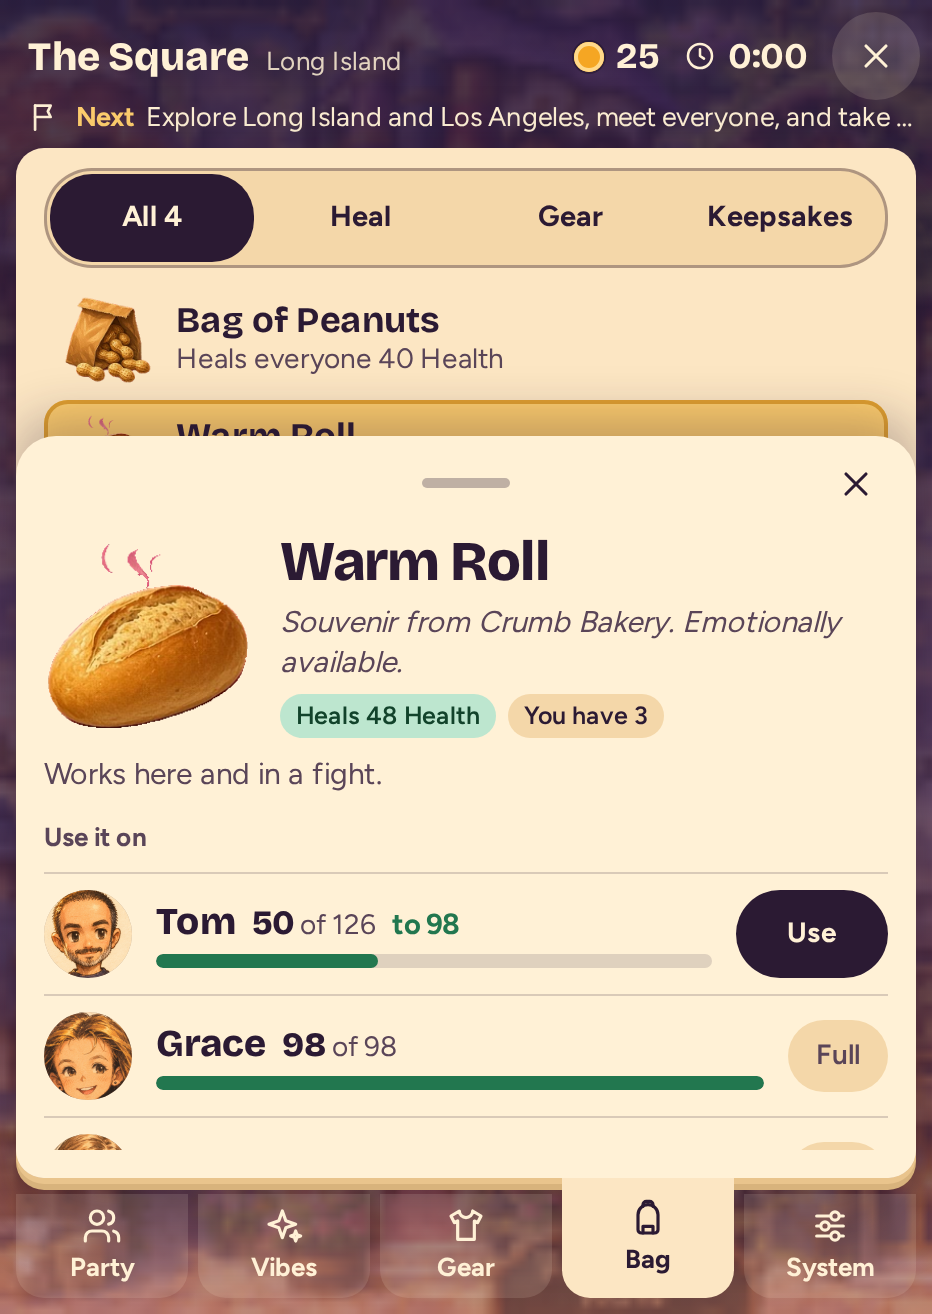 The Square Long Island 25 0:00
Next Explore Long Island and Los Angeles, meet everyone, and take ...
All 4 Heal Gear Keepsakes
Bag of Peanuts
Heals everyone 40 Health
Warm Roll
Warm Roll
Souvenir from Crumb Bakery. Emotionally
available.
Heals 48 Health You have 3
Works here and in a fight.
Use it on
Tom 50 of 126 to 98 Use
Grace 98 of 98 Full
Party Vibes Gear Bag System